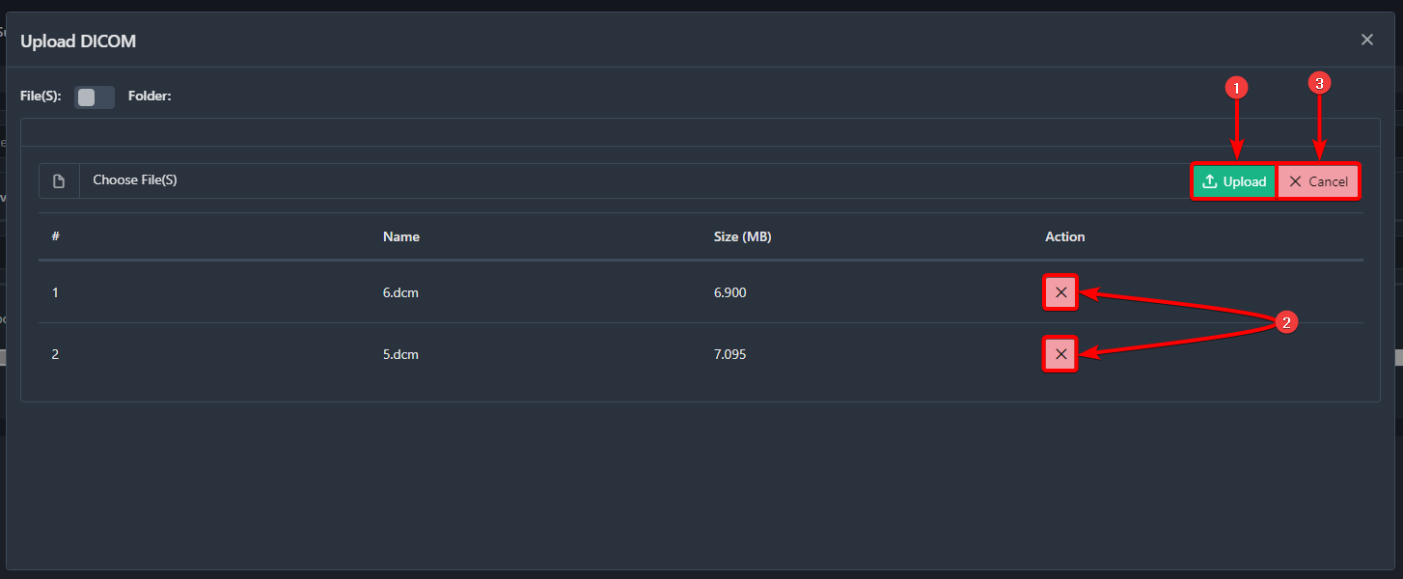 Upload DICOM
File(S): Folder:
1 3
Choose File(S) Upload Cancel
# Name Size (MB) Action
1 6.dcm 6.900
2
2 5.dcm 7.095